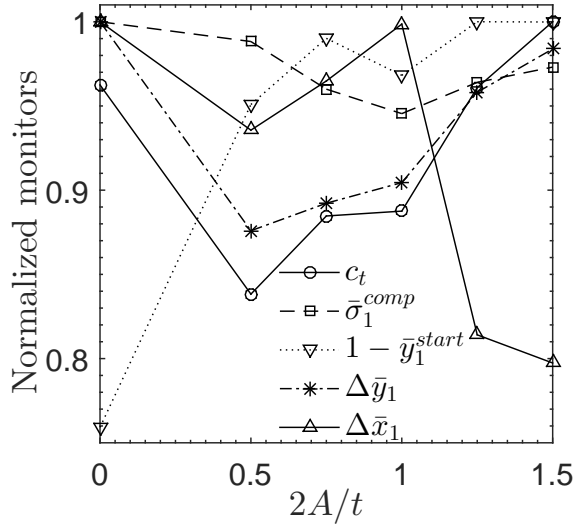 1
0.9
0.8
Normalized monitors
c_t
σ̄_1^{comp}
1 − ȳ_1^{start}
Δȳ_1
Δx̄_1
0 0.5 1 1.5
2A/t